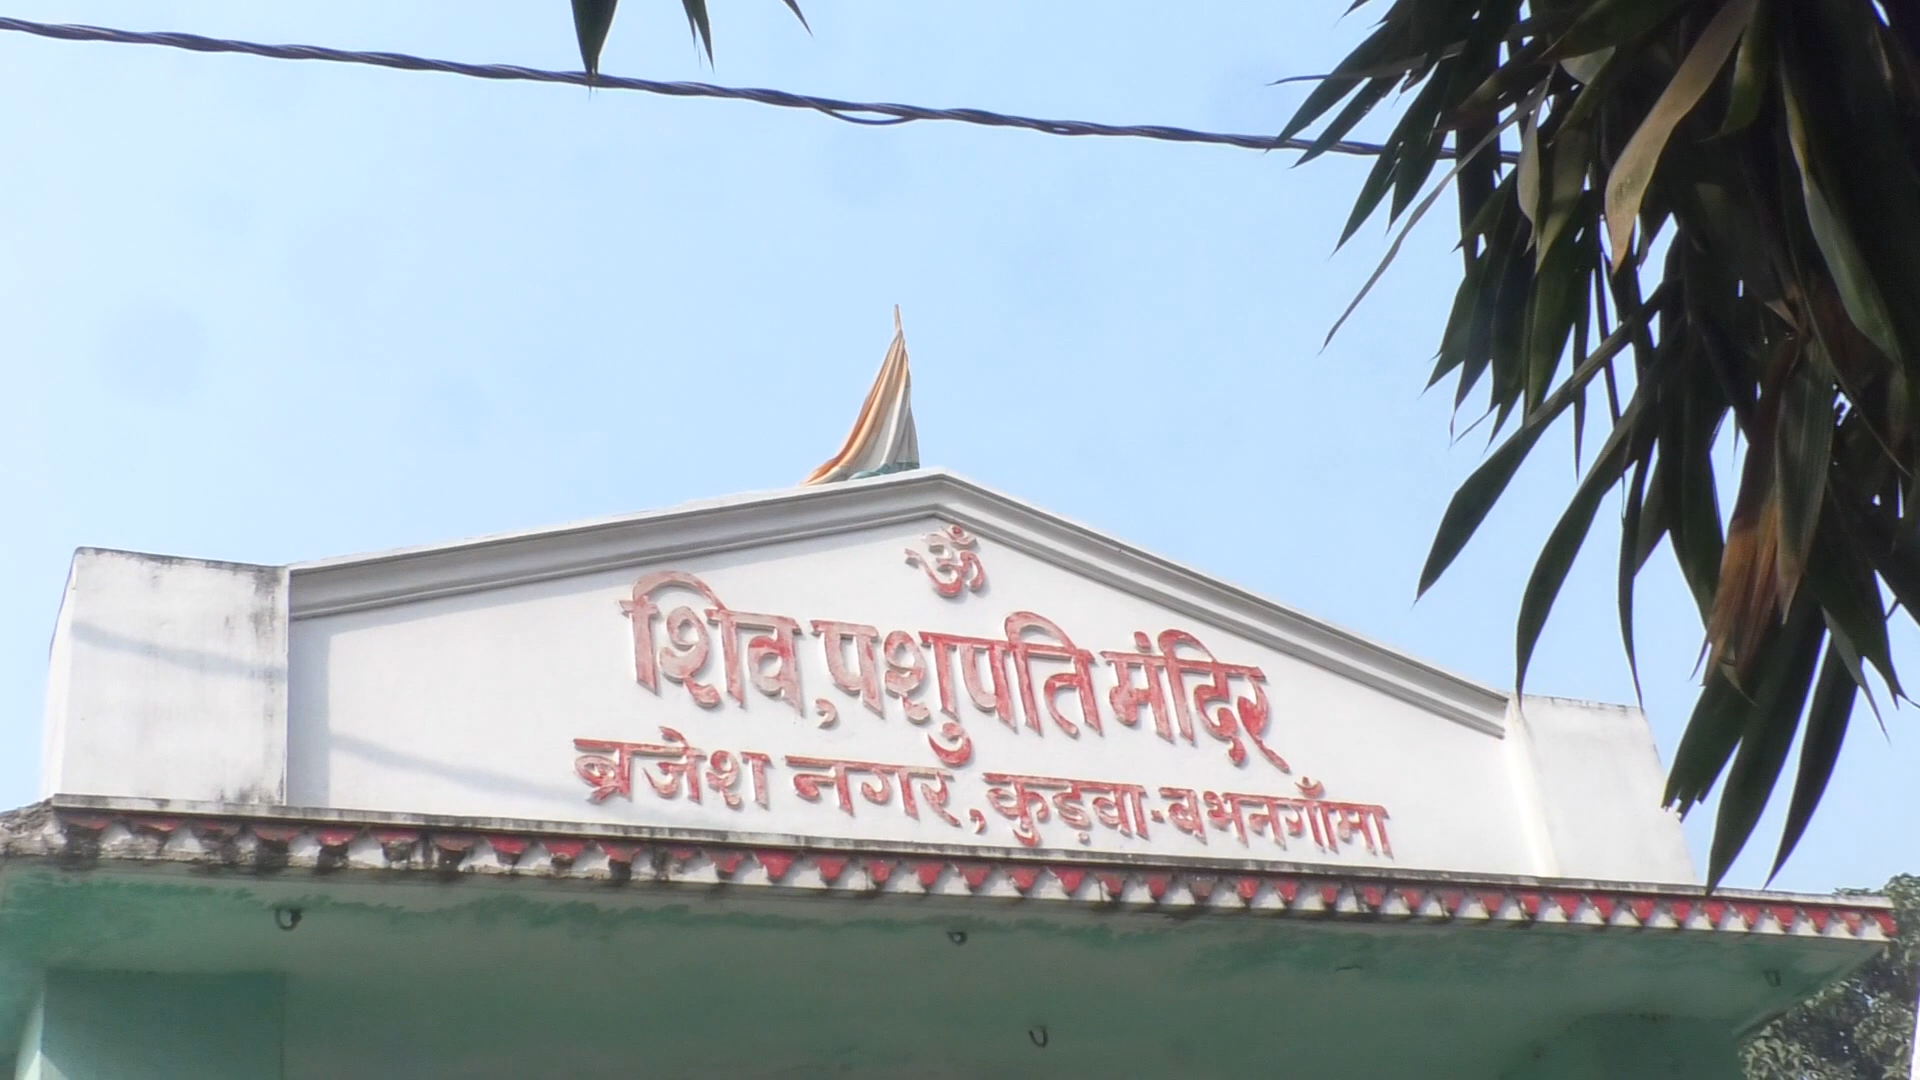 ॐ
शिव,पशुपति मंदिर
ब्रजेश नगर,कुड़वा-बभनगाँमा